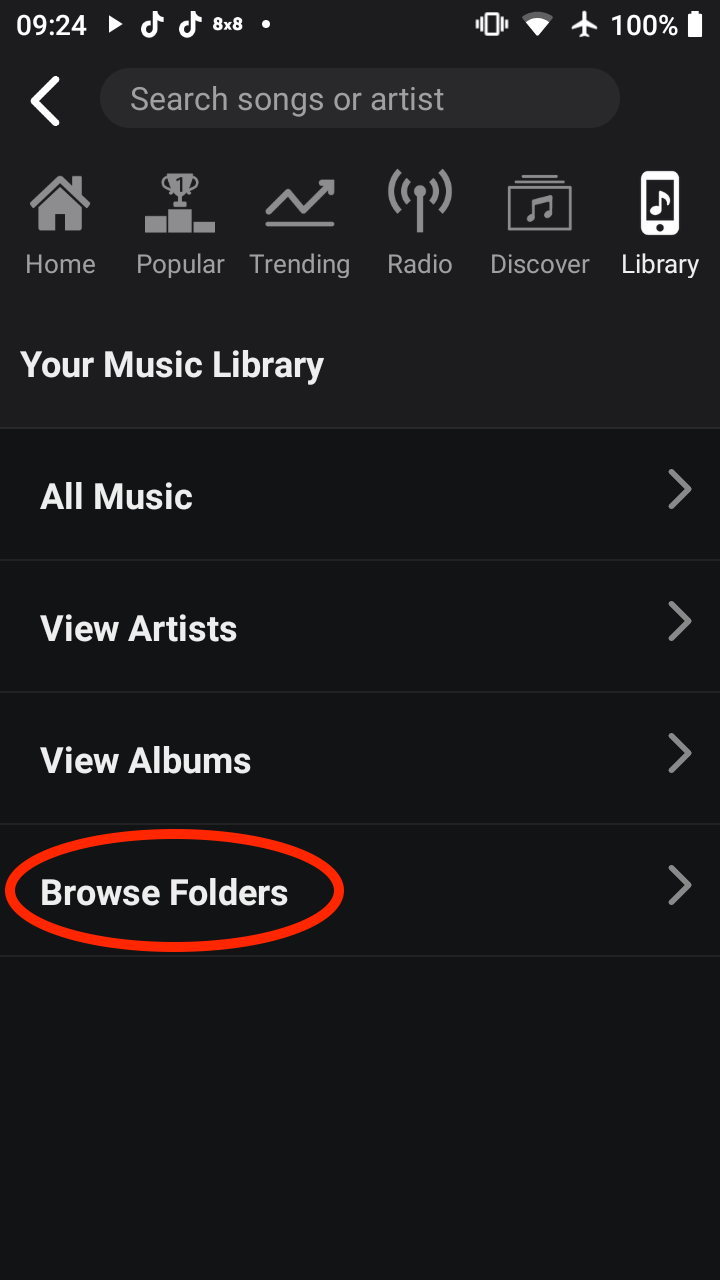 09:24 8x8 100%
Search songs or artist
1
Home Popular Trending Radio Discover Library
Your Music Library
All Music
View Artists
View Albums
Browse Folders